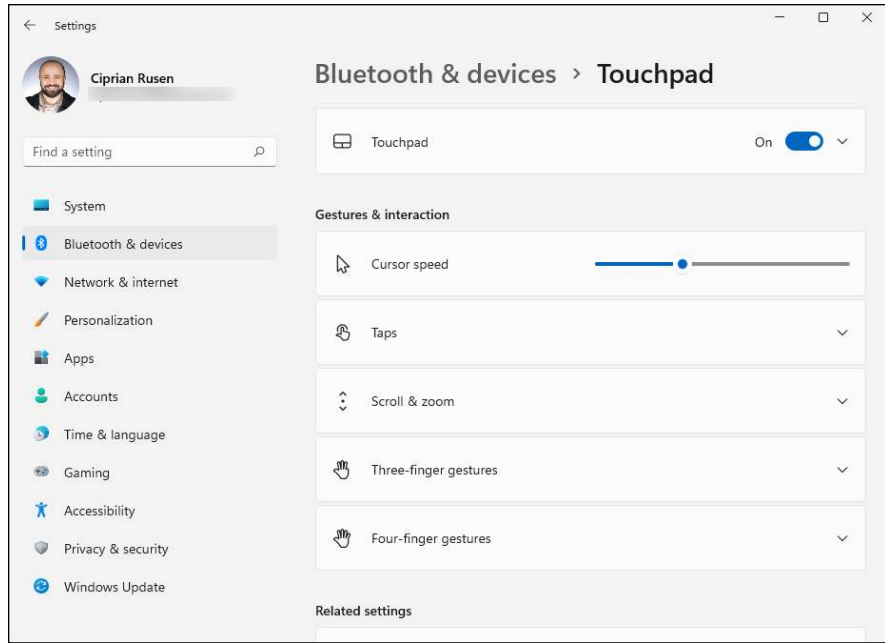 Settings
Ciprian Rusen
Find a setting
System
Bluetooth & devices
Network & internet
Personalization
Apps
Accounts
Time & language
Gaming
Accessibility
Privacy & security
Windows Update
Bluetooth & devices > Touchpad
Touchpad On
Gestures & interaction
Cursor speed
Taps
Scroll & zoom
Three-finger gestures
Four-finger gestures
Related settings